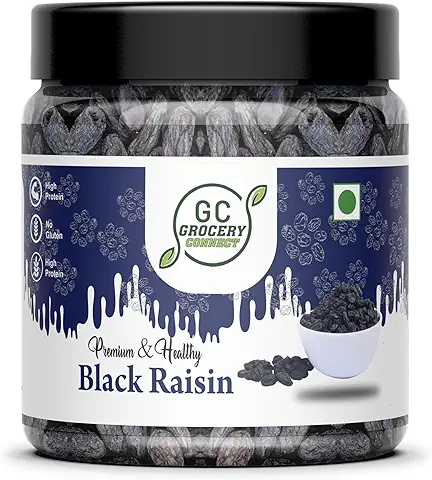 GC
GROCERY
CONNECT
High
Protein
No
Gluten
High
Protein
Premium & Healthy
Black Raisin